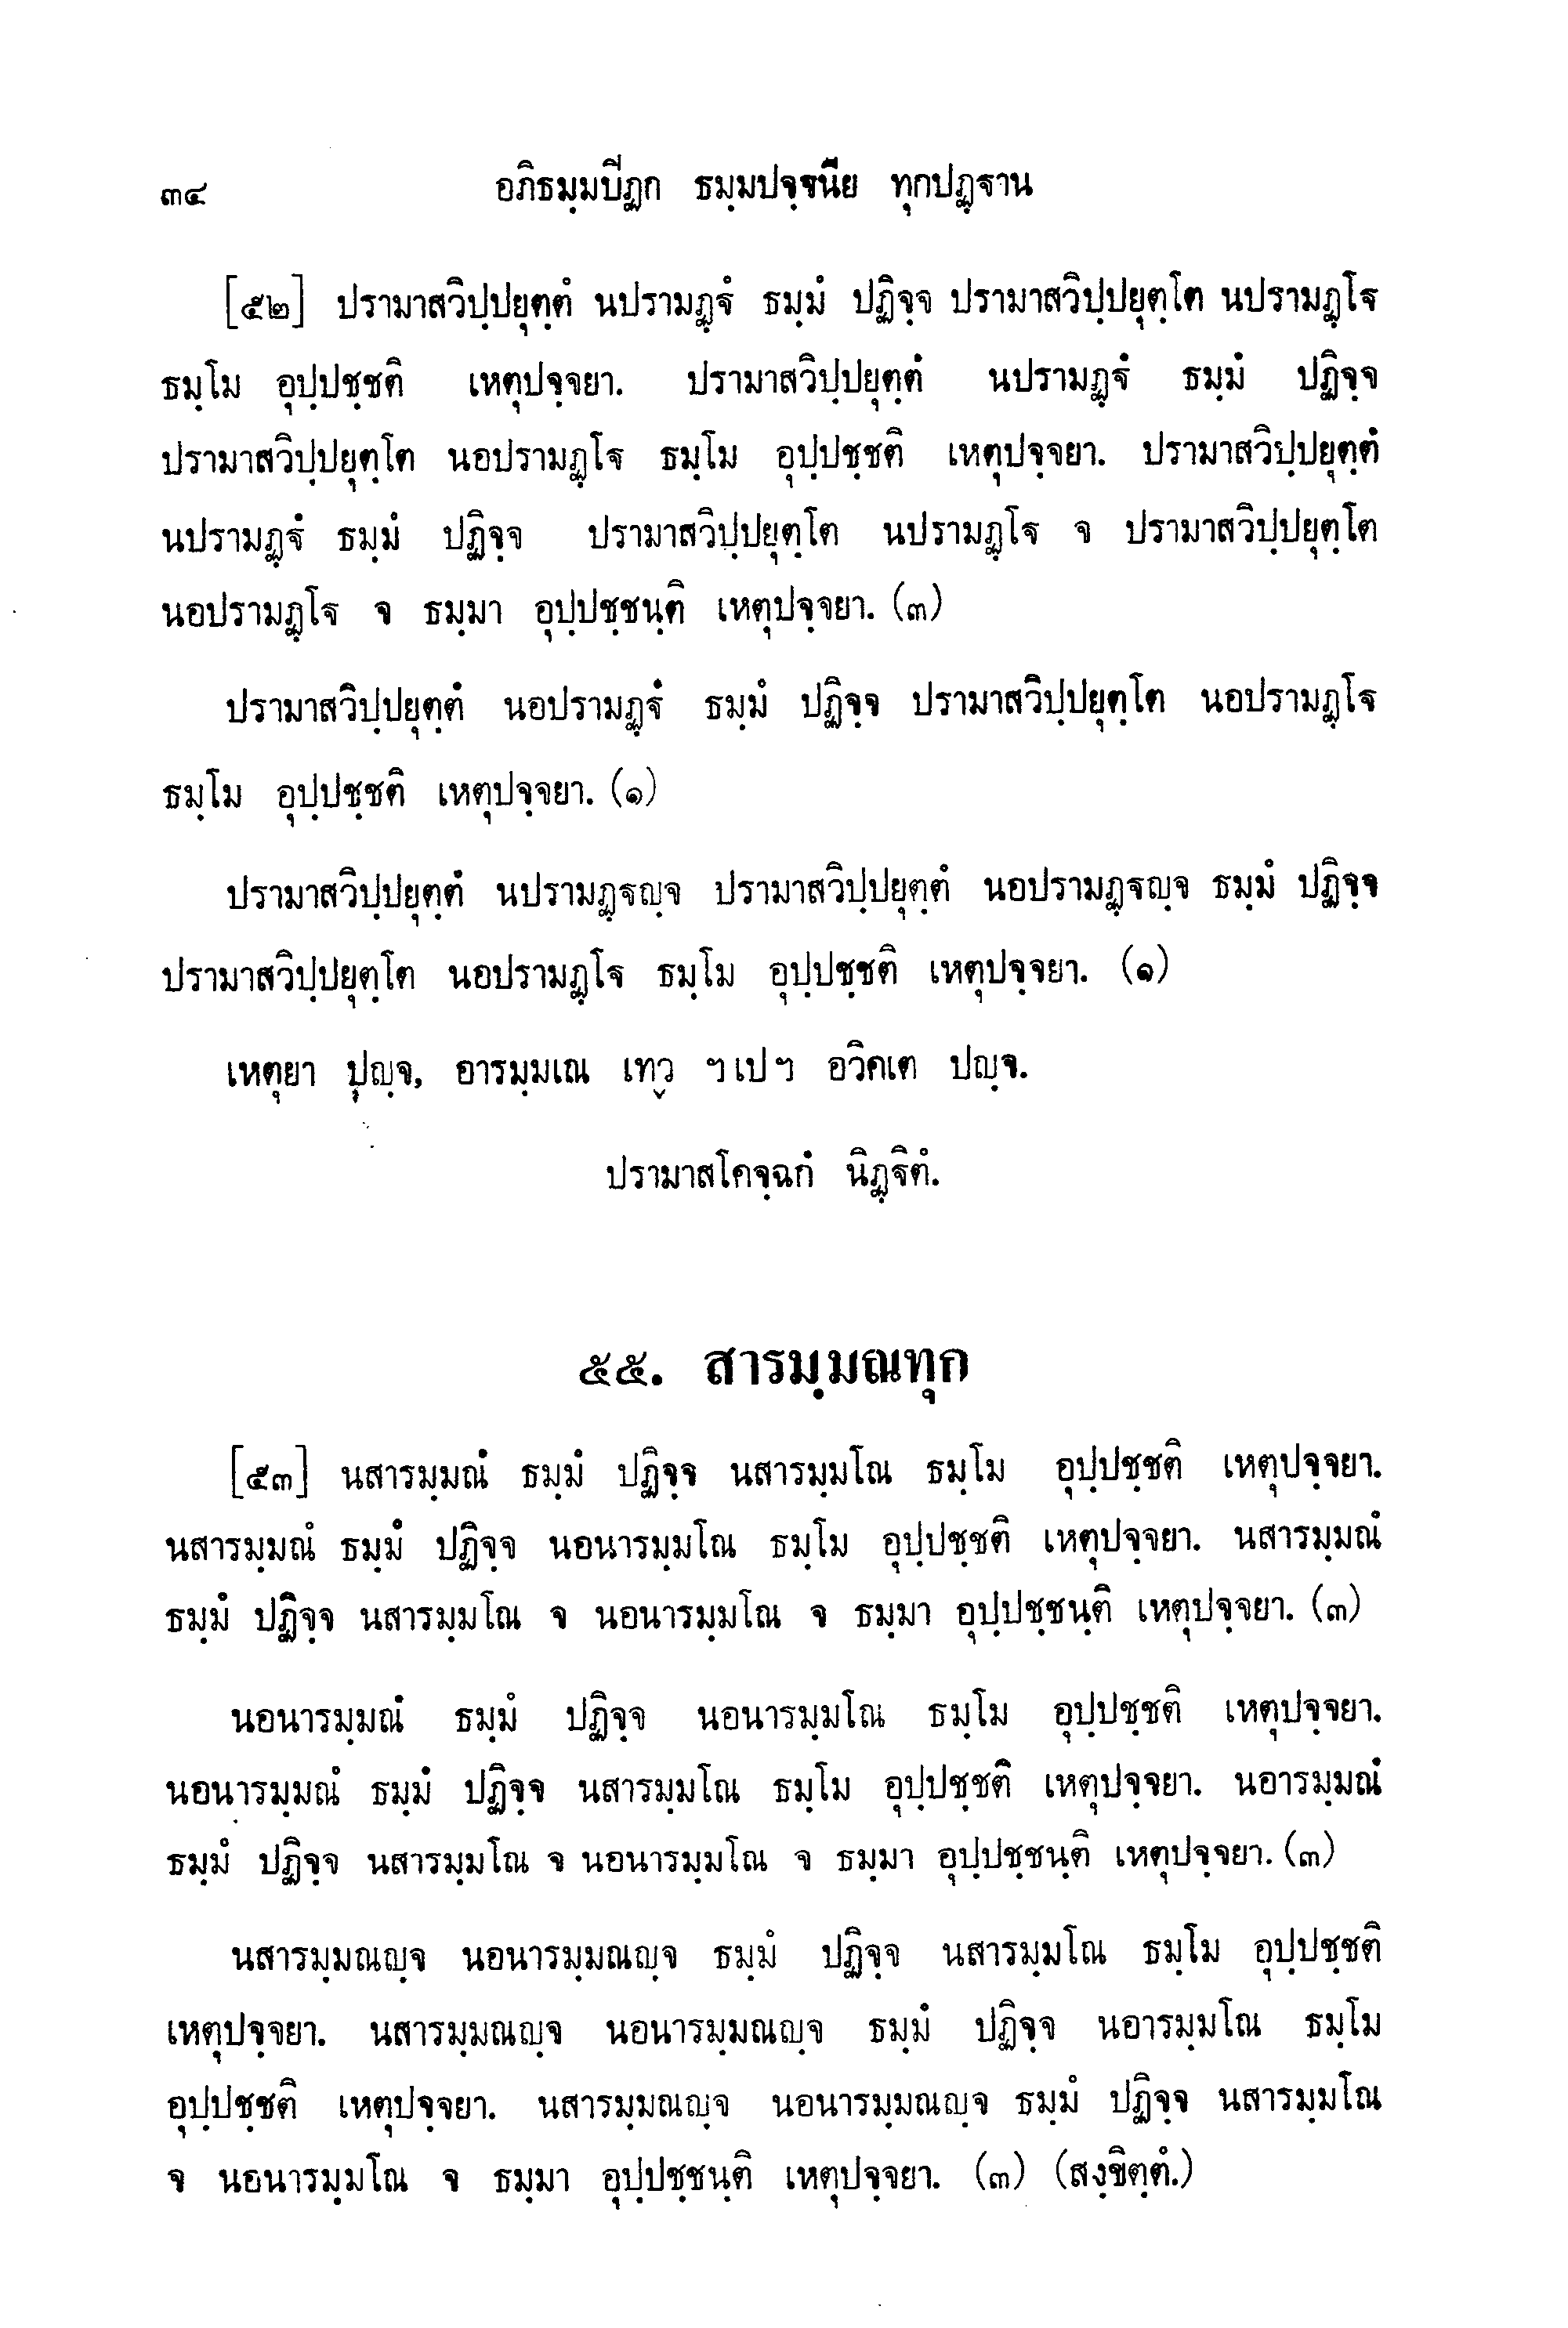 ๓๔ อภิธมฺมปีฏก ธมฺมปจฺจนีย ทุกปฏฺฐาน
[๕๒] ปรามาสวิปฺปยุตฺตํ นปรามฏฺฐํ ธมฺมํ ปฏิจฺจ ปรามาสวิปฺปยุตฺโต นปรามฏฺโฐ
ธมฺโม อุปฺปชฺชติ เหตุปจฺจยา. ปรามาสวิปฺปยุตฺตํ นปรามฏฺฐํ ธมฺมํ ปฏิจฺจ
ปรามาสวิปฺปยุตฺโต นอปรามฏฺโฐ ธมฺโม อุปฺปชฺชติ เหตุปจฺจยา. ปรามาสวิปฺปยุตฺตํ
นปรามฏฺฐํ ธมฺมํ ปฏิจฺจ ปรามาสวิปฺปยุตฺโต นปรามฏฺโฐ จ ปรามาสวิปฺปยุตฺโต
นอปรามฏฺโฐ จ ธมฺมา อุปฺปชฺชนฺติ เหตุปจฺจยา. (๓)
ปรามาสวิปฺปยุตฺตํ นอปรามฏฺฐํ ธมฺมํ ปฏิจฺจ ปรามาสวิปฺปยุตฺโต นอปรามฏฺโฐ
ธมฺโม อุปฺปชฺชติ เหตุปจฺจยา. (๑)
ปรามาสวิปฺปยุตฺตํ นปรามฏฺฐญฺจ ปรามาสวิปฺปยุตฺตํ นอปรามฏฺฐญฺจ ธมฺมํ ปฏิจฺจ
ปรามาสวิปฺปยุตฺโต นอปรามฏฺโฐ ธมฺโม อุปฺปชฺชติ เหตุปจฺจยา. (๑)
เหตุยา ปุญฺจ, อารมฺมเณ เทฺว ฯเปฯ อวิคเต ปญฺจ.
ปรามาสโคจฺฉกํ นิฏฺฐิตํ.
๕๕. สารมฺมณทุก
[๕๓] นสารมฺมณํ ธมฺมํ ปฏิจฺจ นสารมฺมโณ ธมฺโม อุปฺปชฺชติ เหตุปจฺจยา.
นสารมฺมณํ ธมฺมํ ปฏิจฺจ นอนารมฺมโณ ธมฺโม อุปฺปชฺชติ เหตุปจฺจยา. นสารมฺมณํ
ธมฺมํ ปฏิจฺจ นสารมฺมโณ จ นอนารมฺมโณ จ ธมฺมา อุปฺปชฺชนฺติ เหตุปจฺจยา. (๓)
นอนารมฺมณํ ธมฺมํ ปฏิจฺจ นอนารมฺมโณ ธมฺโม อุปฺปชฺชติ เหตุปจฺจยา.
นอนารมฺมณํ ธมฺมํ ปฏิจฺจ นสารมฺมโณ ธมฺโม อุปฺปชฺชติ เหตุปจฺจยา. นอารมฺมณํ
ธมฺมํ ปฏิจฺจ นสารมฺมโณ จ นอนารมฺมโณ จ ธมฺมา อุปฺปชฺชนฺติ เหตุปจฺจยา. (๓)
นสารมฺมณญฺจ นอนารมฺมณญฺจ ธมฺมํ ปฏิจฺจ นสารมฺมโณ ธมฺโม อุปฺปชฺชติ
เหตุปจฺจยา. นสารมฺมณญฺจ นอนารมฺมณญฺจ ธมฺมํ ปฏิจฺจ นอารมฺมโณ ธมฺโม
อุปฺปชฺชติ เหตุปจฺจยา. นสารมฺมณญฺจ นอนารมฺมณญฺจ ธมฺมํ ปฏิจฺจ นสารมฺมโณ
จ นอนารมฺมโณ จ ธมฺมา อุปฺปชฺชนฺติ เหตุปจฺจยา. (๓) (สงฺขิตฺตํ.)